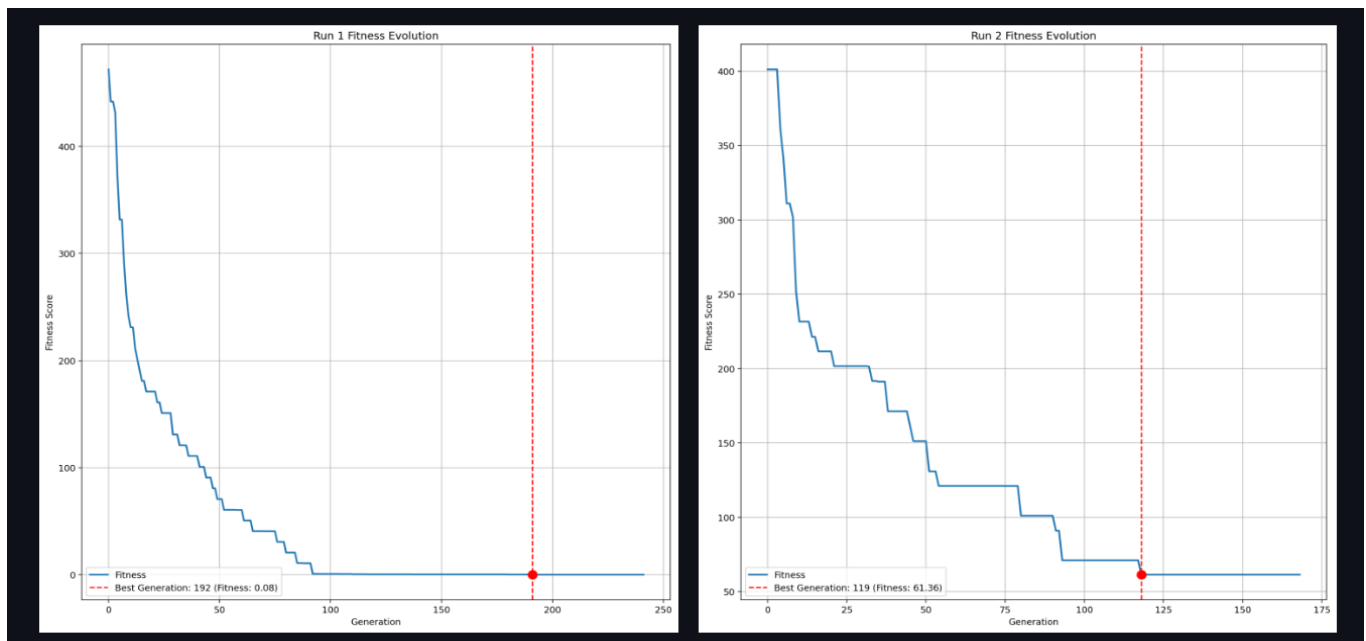 Run 1 Fitness Evolution
Fitness Score
400
300
200
100
0
Fitness
Best Generation: 192 (Fitness: 0.08)
0
50
100
150
200
250
Generation
Run 2 Fitness Evolution
Fitness Score
400
350
300
250
200
150
100
50
Fitness
Best Generation: 119 (Fitness: 61.36)
0
25
50
75
100
125
150
175
Generation